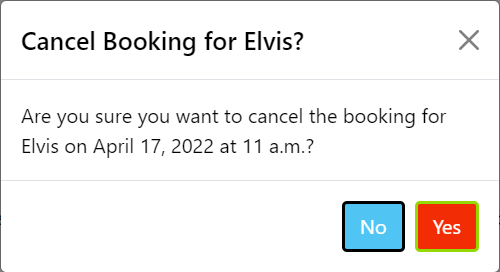 Cancel Booking for Elvis?
Are you sure you want to cancel the booking for
Elvis on April 17, 2022 at 11 a.m.?
No
Yes